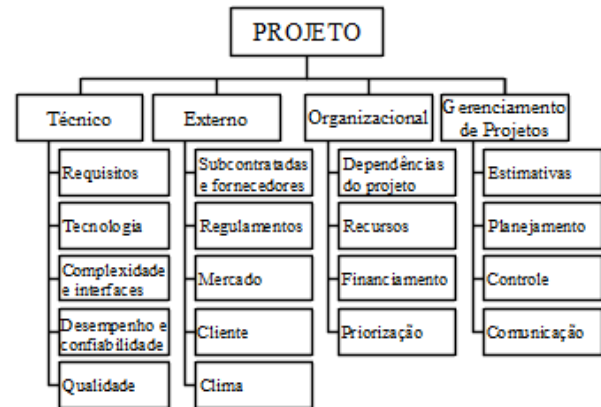 PROJETO
Técnico
Externo
Organizacional
Gerenciamento
de Projetos
Requisitos
Tecnologia
Complexidade
e interfaces
Desempenho e
confiabilidade
Qualidade
Subcontratadas
e fornecedores
Regulamentos
Mercado
Cliente
Clima
Dependências
do projeto
Recursos
Financiamento
Priorização
Estimativas
Planejamento
Controle
Comunicação